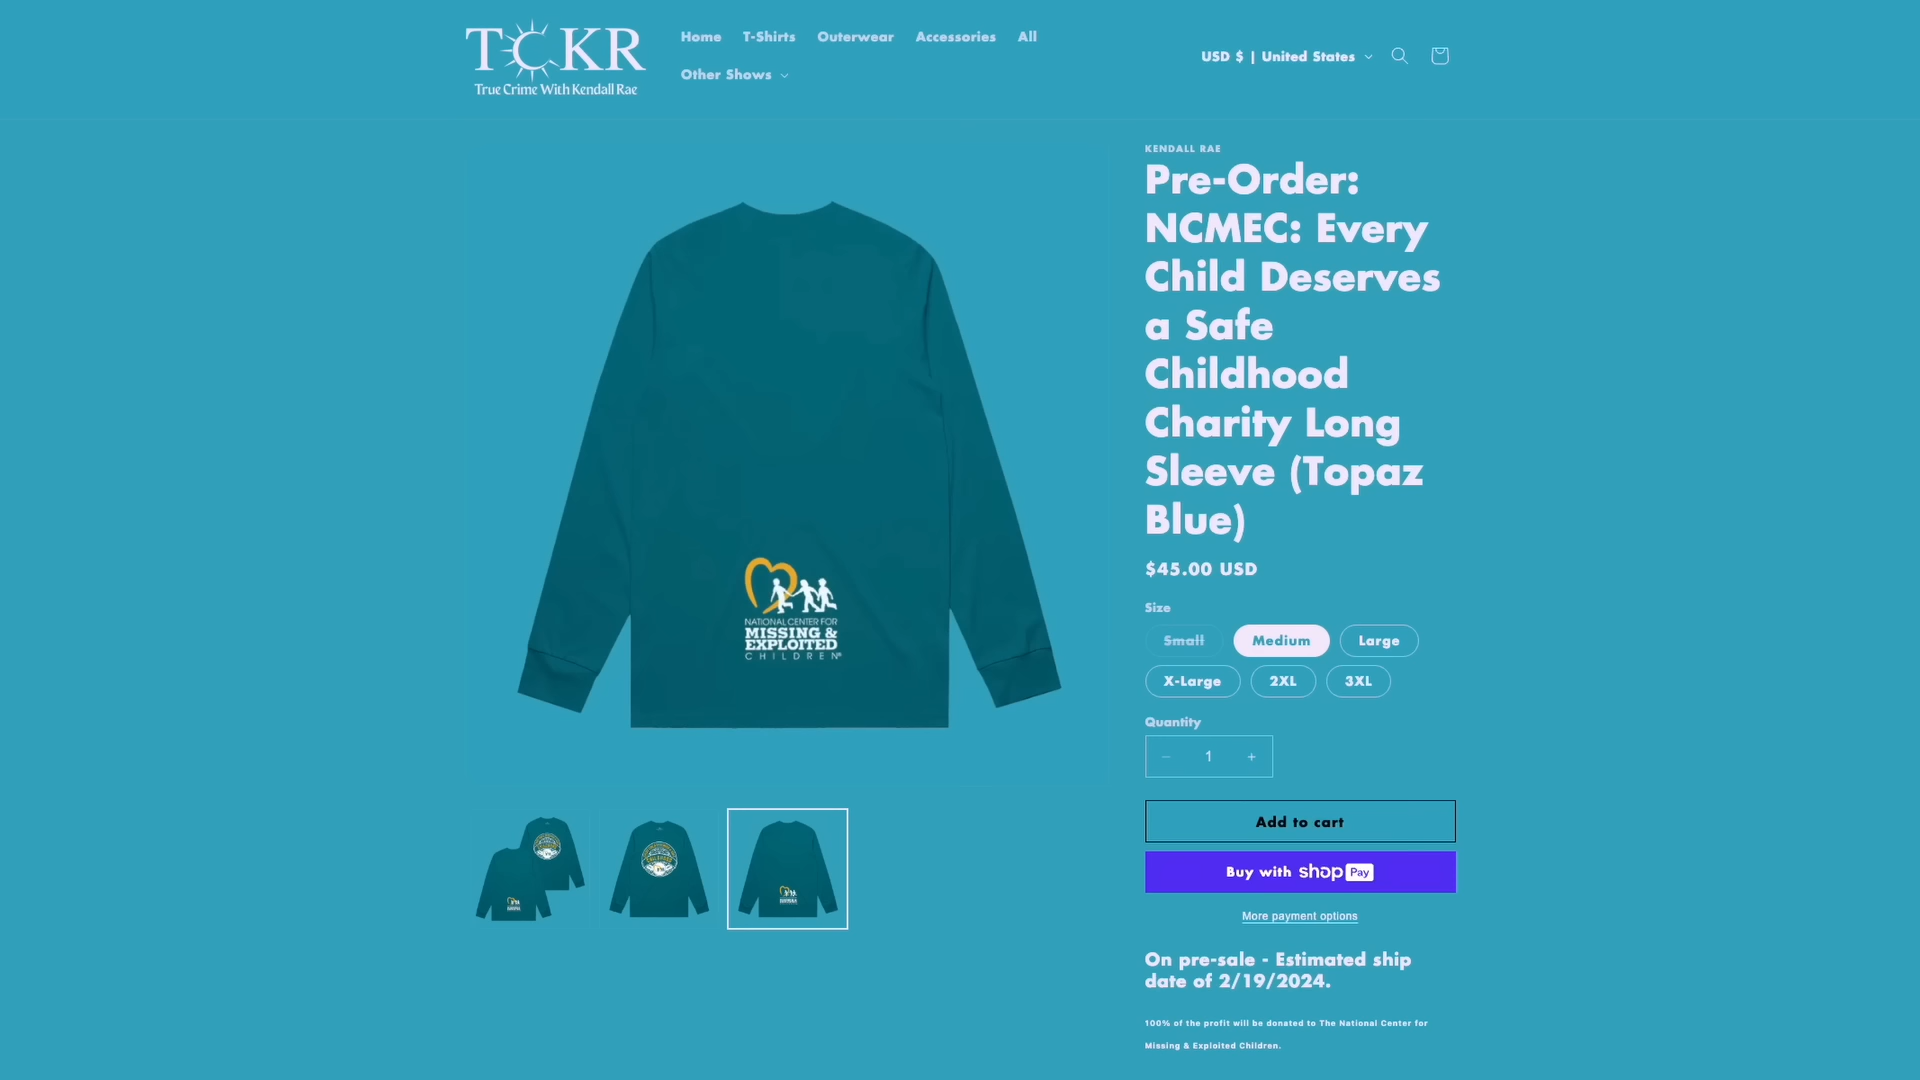 TCKR
True Crime With Kendall Rae
Home
T-Shirts
Outerwear
Accessories
All
Other Shows
USD $ | United States
KENDALL RAE
Pre-Order:
NCMEC: Every
Child Deserves
a Safe
Childhood
Charity Long
Sleeve (Topaz
Blue)
$45.00 USD
Size
Small
Medium
Large
X-Large
2XL
3XL
Quantity
1
Add to cart
Buy with shop Pay
More payment options
On pre-sale - Estimated ship
date of 2/19/2024.
100% of the profit will be donated to The National Center for
Missing & Exploited Children.
NATIONAL CENTER FOR
MISSING &
EXPLOITED
CHILDREN®